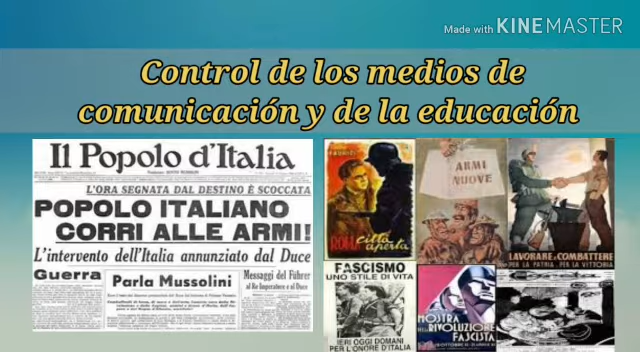 Made with KINEMASTER
Control de los medios de
comunicación y de la educación
Il Popolo d'Italia
L'ORA SEGNATA DAL DESTINO È SCOCCATA
POPOLO ITALIANO
CORRI ALLE ARMI!
L'intervento dell'Italia annunziato dal Duce
Guerra
Parla Mussolini
Messaggi del Führer
al Re Imperatore e al Duce
ROMA
città
aperta
ARMI
NUOVE
LAVORARE e COMBATTERE
PER LA PATRIA · PER LA VITTORIA
FASCISMO
UNO STILE DI VITA
IERI OGGI DOMANI
PER L'ONORE D'ITALIA
MOSTRA
della
RIVOLUZIONE
FASCISTA